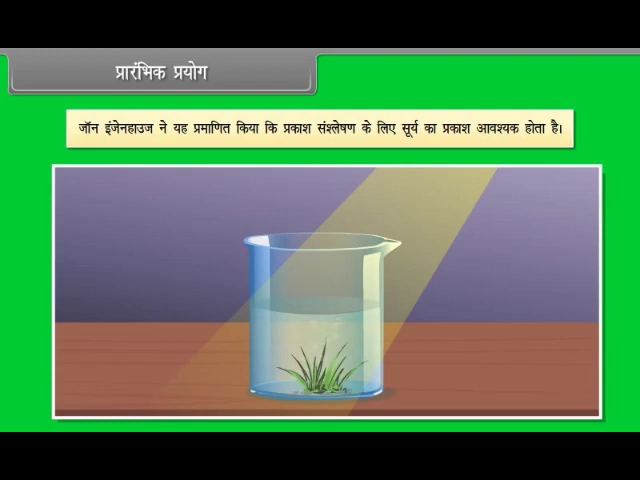 प्रारंभिक प्रयोग
जॉन इंजेनहाउज ने यह प्रमाणित किया कि प्रकाश संश्लेषण के लिए सूर्य का प्रकाश आवश्यक होता है।